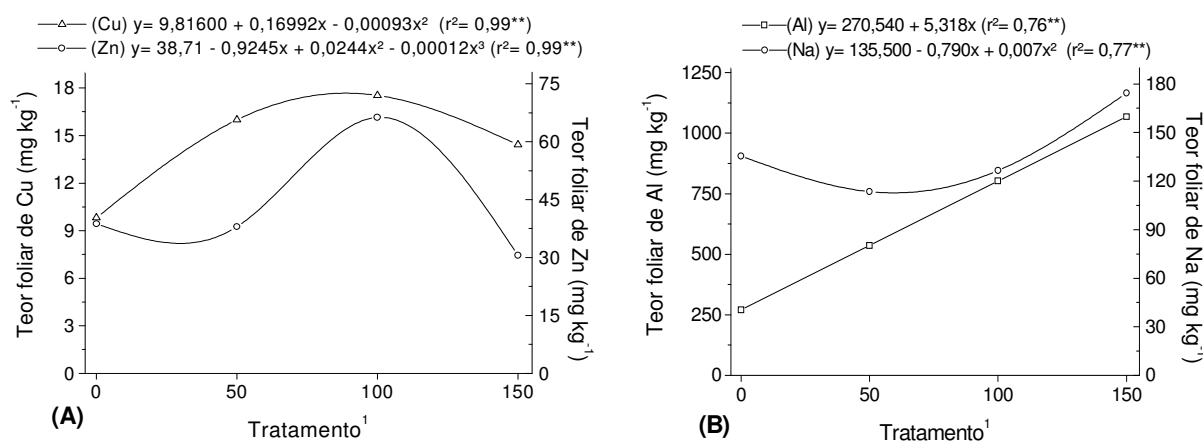 (Cu) y= 9,81600 + 0,16992x - 0,00093x² (r²= 0,99**)
(Zn) y= 38,71 - 0,9245x + 0,0244x² - 0,00012x³ (r²= 0,99**)
18
15
12
9
6
3
0
Teor foliar de Cu (mg kg⁻¹)
75
60
45
30
15
0
Teor foliar de Zn (mg kg⁻¹)
0 50 100 150
(A)
Tratamento¹
(Al) y= 270,540 + 5,318x (r²= 0,76**)
(Na) y= 135,500 - 0,790x + 0,007x² (r²= 0,77**)
1250
1000
750
500
250
0
Teor foliar de Al (mg kg⁻¹)
180
150
120
90
60
30
0
Teor foliar de Na (mg kg⁻¹)
0 50 100 150
(B)
Tratamento¹